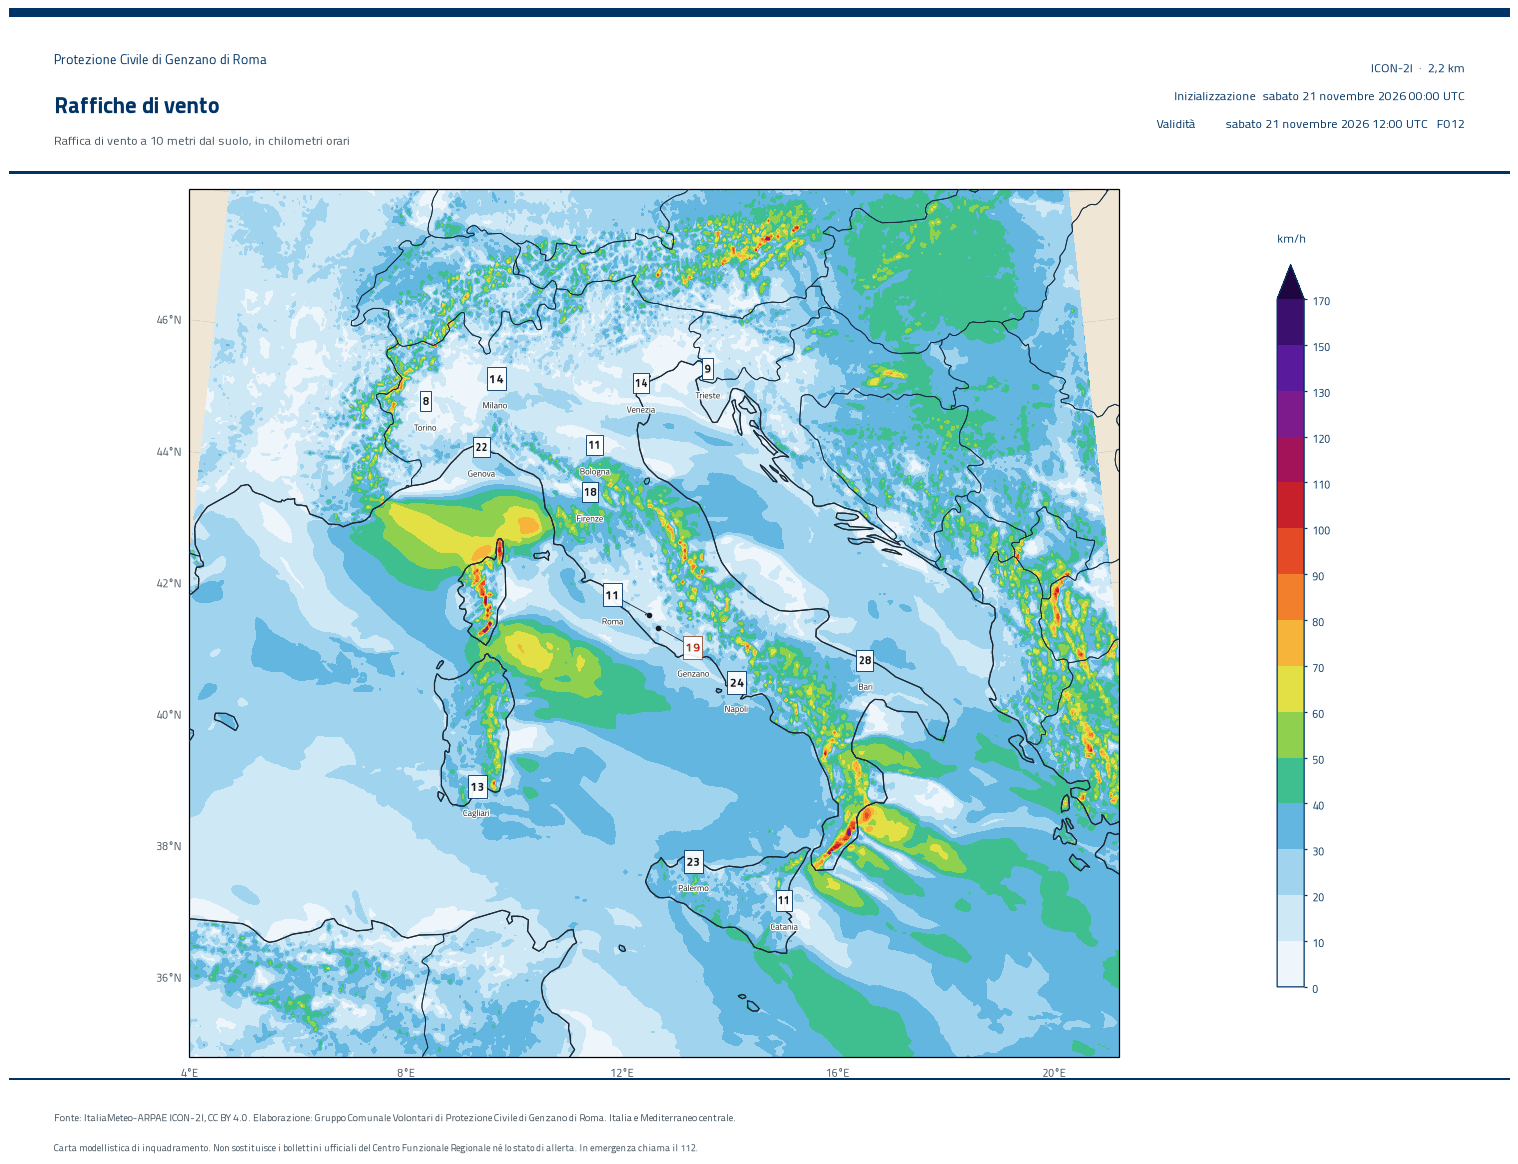 Protezione Civile di Genzano di Roma
Raffiche di vento
Raffica di vento a 10 metri dal suolo, in chilometri orari
ICON-2I · 2,2 km
Inizializzazione sabato 21 novembre 2026 00:00 UTC
Validità sabato 21 novembre 2026 12:00 UTC F012
km/h
170
150
130
120
110
100
90
80
70
60
50
40
30
20
10
0
46°N
44°N
42°N
40°N
38°N
36°N
4°E
8°E
12°E
16°E
20°E
8
Torino
14
Milano
14
Venezia
9
Trieste
22
Genova
11
Bologna
18
Firenze
11
Roma
19
Genzano
24
Napoli
28
Bari
13
Cagliari
23
Palermo
11
Catania
Fonte: ItaliaMeteo-ARPAE ICON-2I, CC BY 4.0. Elaborazione: Gruppo Comunale Volontari di Protezione Civile di Genzano di Roma. Italia e Mediterraneo centrale.
Carta modellistica di inquadramento. Non sostituisce i bollettini ufficiali del Centro Funzionale Regionale né lo stato di allerta. In emergenza chiama il 112.